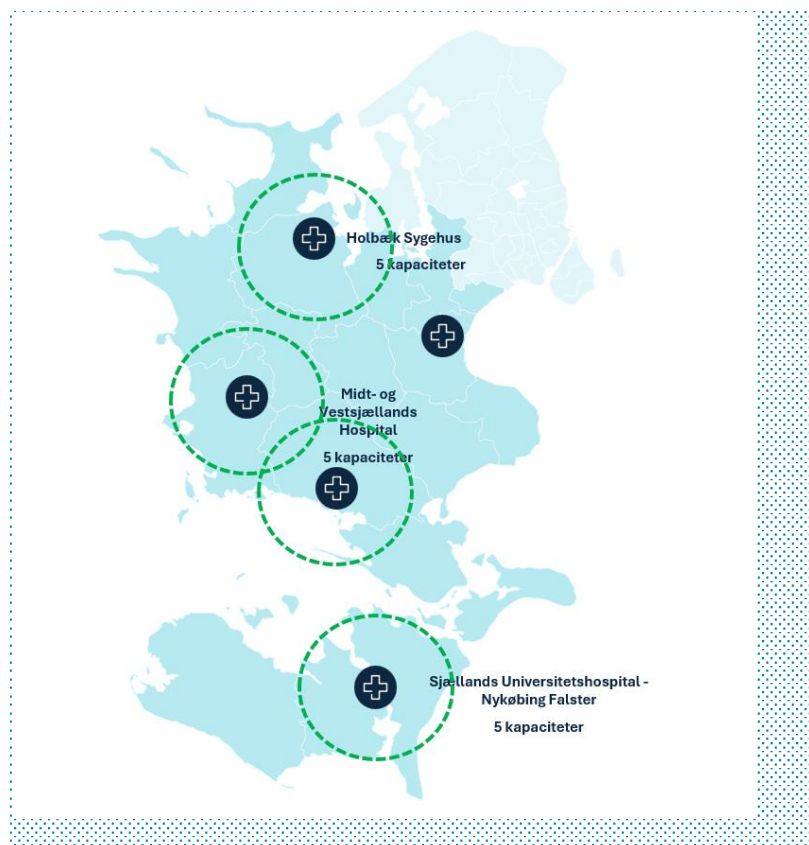 Holbæk Sygehus
5 kapaciteter
Midt- og
Vestsjællands
Hospital
5 kapaciteter
Sjællands Universitetshospital -
Nykøbing Falster
5 kapaciteter